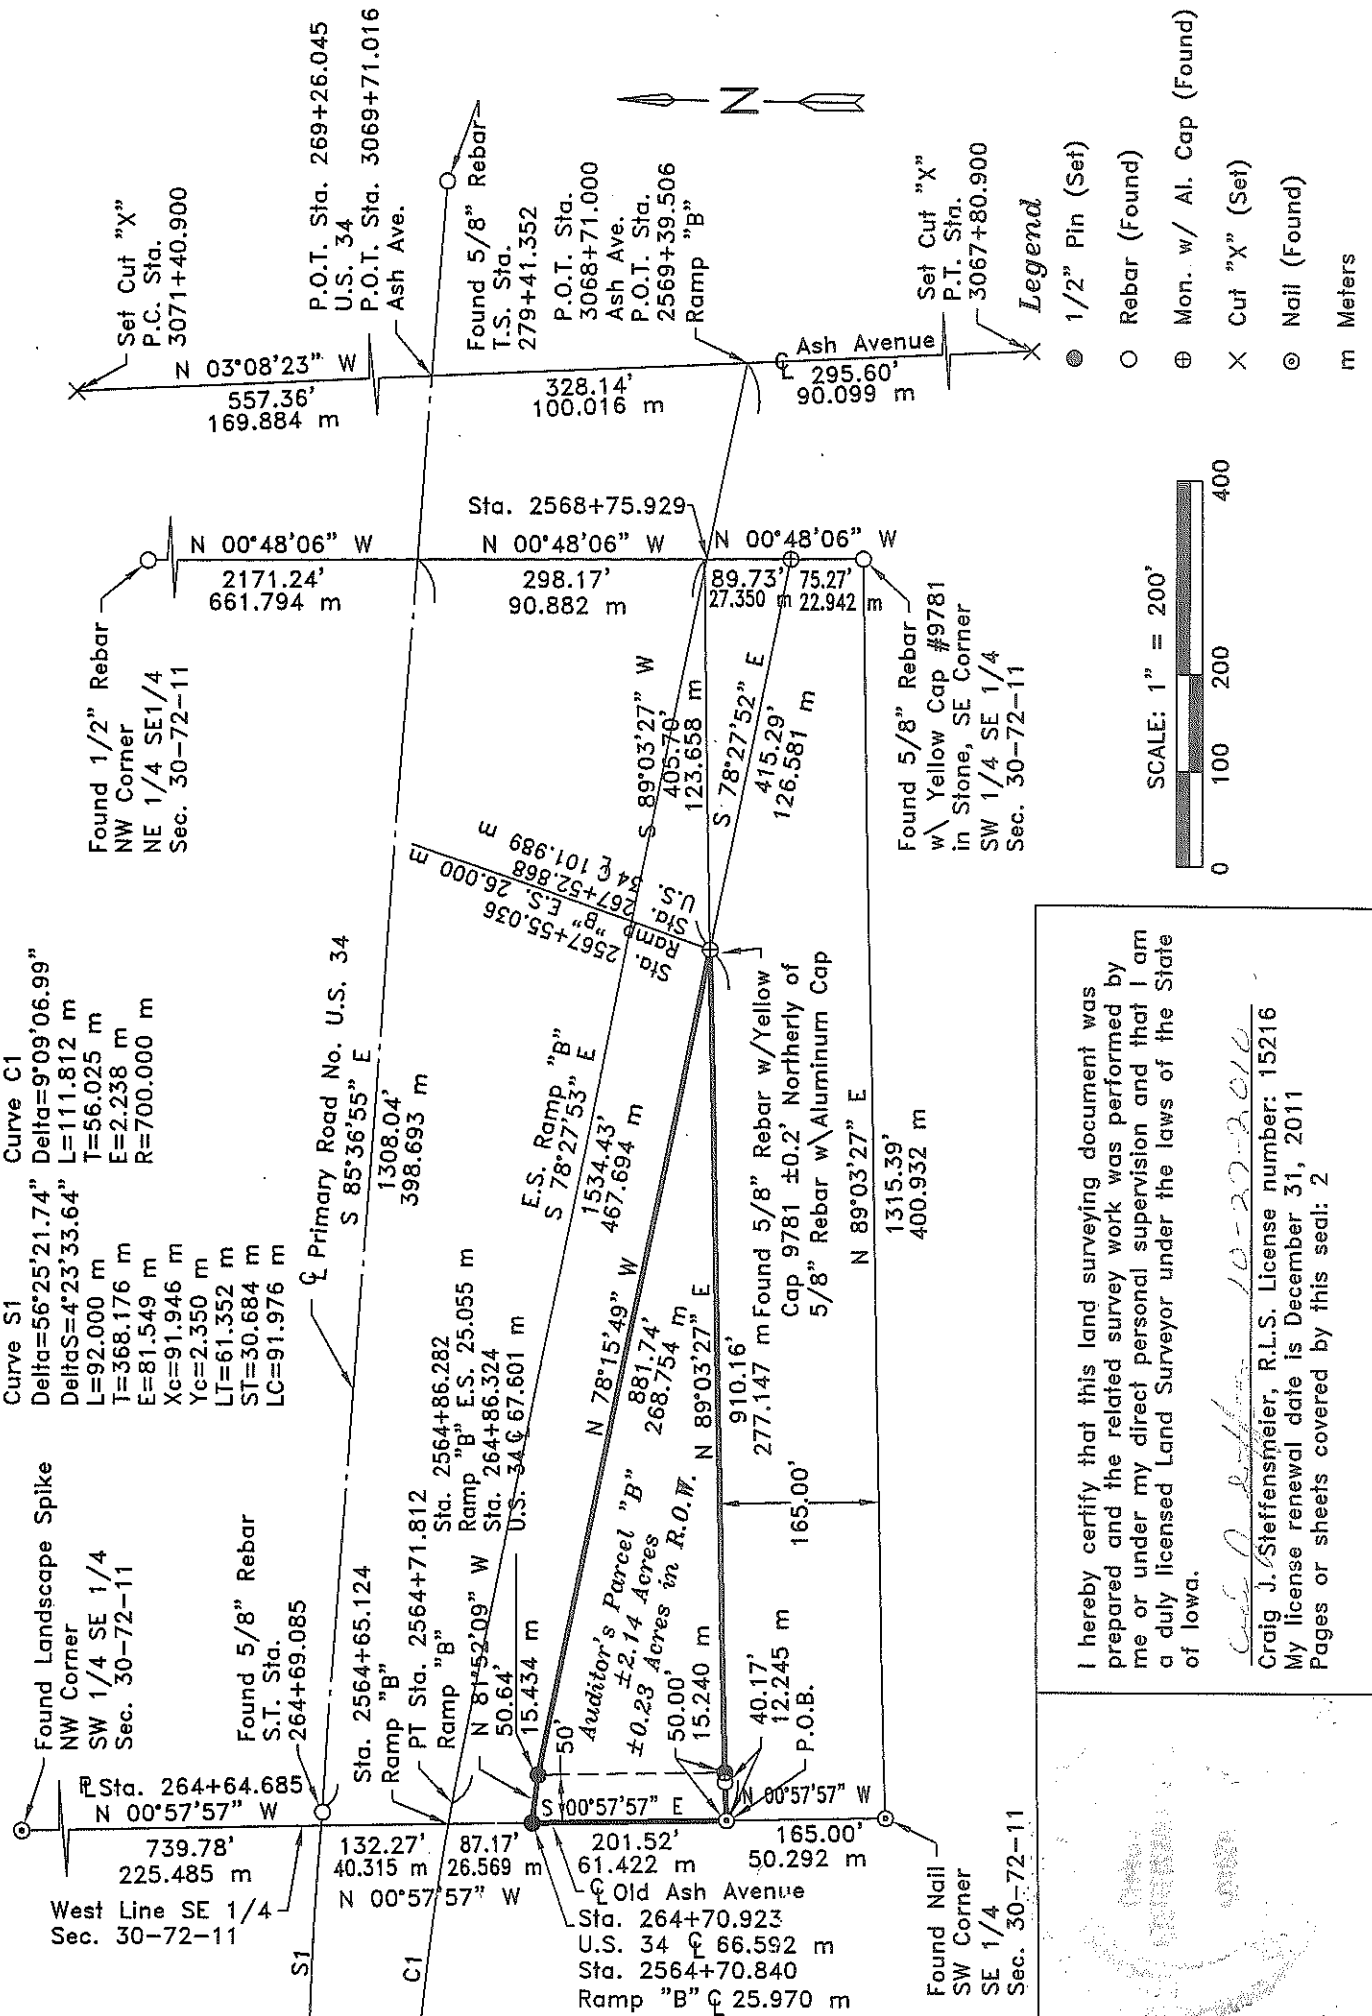 Found Landscape Spike
NW Corner
SW 1/4 SE 1/4
Sec. 30-72-11
Curve S1
Delta=56°25'21.74"
DeltaS=4°23'33.64"
L=92.000 m
T=368.176 m
E=81.549 m
Xc=91.946 m
Yc=2.350 m
LT=61.352 m
ST=30.684 m
LC=91.976 m
Curve C1
Delta=9°09'06.99"
L=111.812 m
T=56.025 m
E=2.238 m
R=700.000 m
Found 1/2" Rebar
NW Corner
NE 1/4 SE1/4
Sec. 30-72-11
Set Cut "X"
P.C. Sta.
3071+40.900
N 03°08'23" W
557.36'
169.884 m
P.O.T. Sta. 269+26.045
U.S. 34
P.O.T. Sta. 3069+71.016
Ash Ave.
Found 5/8" Rebar
T.S. Sta.
279+41.352
328.14'
100.016 m
P.O.T. Sta.
3068+71.000
Ash Ave.
P.O.T. Sta.
2569+39.506
Ramp "B"
℄ Ash Avenue
295.60'
90.099 m
Set Cut "X"
P.T. Sta.
3067+80.900
N
N 00°48'06" W
2171.24'
661.794 m
N 00°48'06" W
298.17'
90.882 m
Sta. 2568+75.929
N 00°48'06" W
89.73'
27.350 m
75.27'
22.942 m
Found 5/8" Rebar
w\ Yellow Cap #9781
in Stone, SE Corner
SW 1/4 SE 1/4
Sec. 30-72-11
℄ Primary Road No. U.S. 34
S 85°36'55" E
1308.04'
398.693 m
E.S. Ramp "B"
S 78°27'53" E
1534.43'
467.694 m
Sta. 2567+55.036
Ramp "B" E.S. 26.000 m
Sta. 267+52.868
U.S. 34 ℄ 101.989 m
S 89°03'27" W
405.70'
123.658 m
S 78°27'52" E
415.29'
126.581 m
Found 5/8" Rebar w/Yellow
Cap 9781 ±0.2' Northerly of
5/8" Rebar w\Aluminum Cap
N 78°15'49" W
881.74'
268.754 m
N 89°03'27" E
910.16'
277.147 m
N 89°03'27" E
1315.39'
400.932 m
165.00'
Auditor's Parcel "B"
±2.14 Acres
±0.23 Acres in R.O.W.
Sta. 2564+86.282
Ramp "B" E.S. 25.055 m
Sta. 264+86.324
U.S. 34 ℄ 67.601 m
N 81°52'09" W
50.64'
15.434 m
50'
50.00'
15.240 m
40.17'
12.245 m
P.O.B.
Found 5/8" Rebar
S.T. Sta.
264+69.085
Sta. 2564+65.124
Ramp "B"
PT Sta. 2564+71.812
Ramp "B"
Sta. 264+64.685
N 00°57'57" W
739.78'
225.485 m
West Line SE 1/4
Sec. 30-72-11
132.27'
40.315 m
87.17'
26.569 m
N 00°57'57" W
S 00°57'57" E
201.52'
61.422 m
N 00°57'57" W
165.00'
50.292 m
℄ Old Ash Avenue
Sta. 264+70.923
U.S. 34 ℄ 66.592 m
Sta. 2564+70.840
Ramp "B" ℄ 25.970 m
Found Nail
SW Corner
SE 1/4
Sec. 30-72-11
S1
C1
Legend
1/2" Pin (Set)
Rebar (Found)
Mon. w/ Al. Cap (Found)
Cut "X" (Set)
Nail (Found)
m Meters
SCALE: 1" = 200'
0 100 200 400
I hereby certify that this land surveying document was
prepared and the related survey work was performed by
me or under my direct personal supervision and that I am
a duly licensed Land Surveyor under the laws of the State
of Iowa.
10-27-2010
Craig J. Steffensmeier, R.L.S. License number: 15216
My license renewal date is December 31, 2011
Pages or sheets covered by this seal: 2